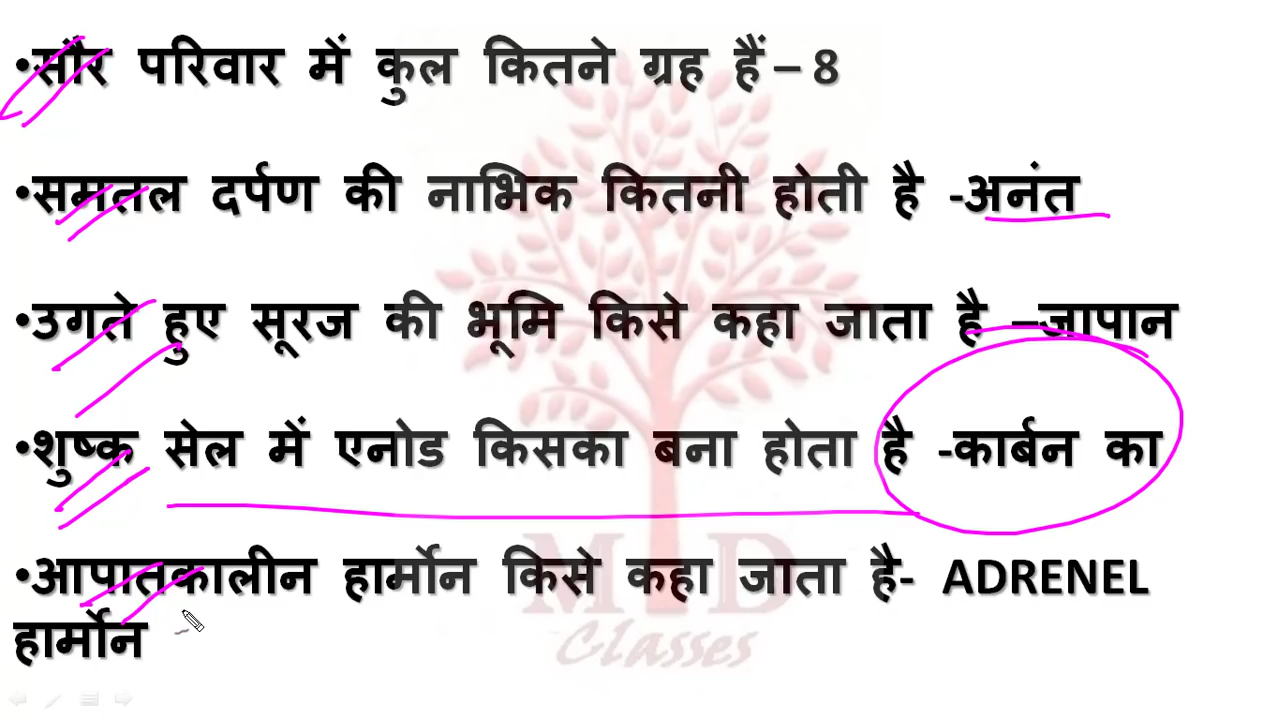 •सौर परिवार में कुल कितने ग्रह हैं – 8
•समतल दर्पण की नाभिक कितनी होती है -अनंत
•उगते हुए सूरज की भूमि किसे कहा जाता है –जापान
•शुष्क सेल में एनोड किसका बना होता है -कार्बन का
•आपातकालीन हार्मोन किसे कहा जाता है- ADRENEL
हार्मोन
MD
Classes